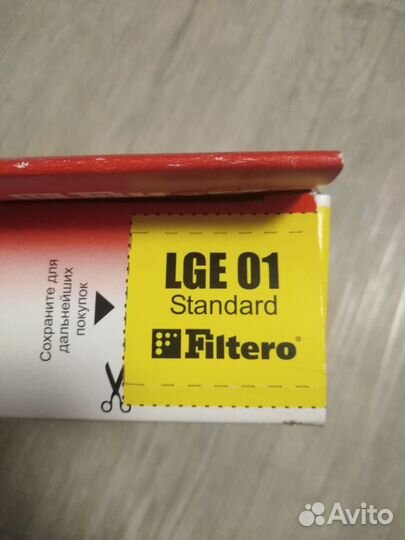 Сохраните для
дальнейших
покупок
LGE 01
Standard
Filtero®
Avito